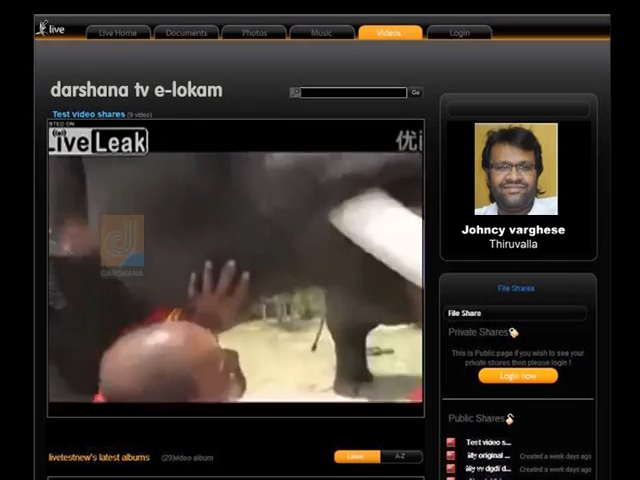 live
Live Home
Documents
Photos
Music
Videos
Login
darshana tv e-lokam
Go
Test video shares (9 video)
LiveLeak
优
DARSHANA
Johncy varghese
Thiruvalla
File Shares
File Share
Private Shares
This is Public page if you wish to see your
private shares then please login !
Login now
Public Shares
Test video s...
My original ... Created a week days ago
Created a week days ago
livetestnew's latest albums (29)video album
Latest
A-Z